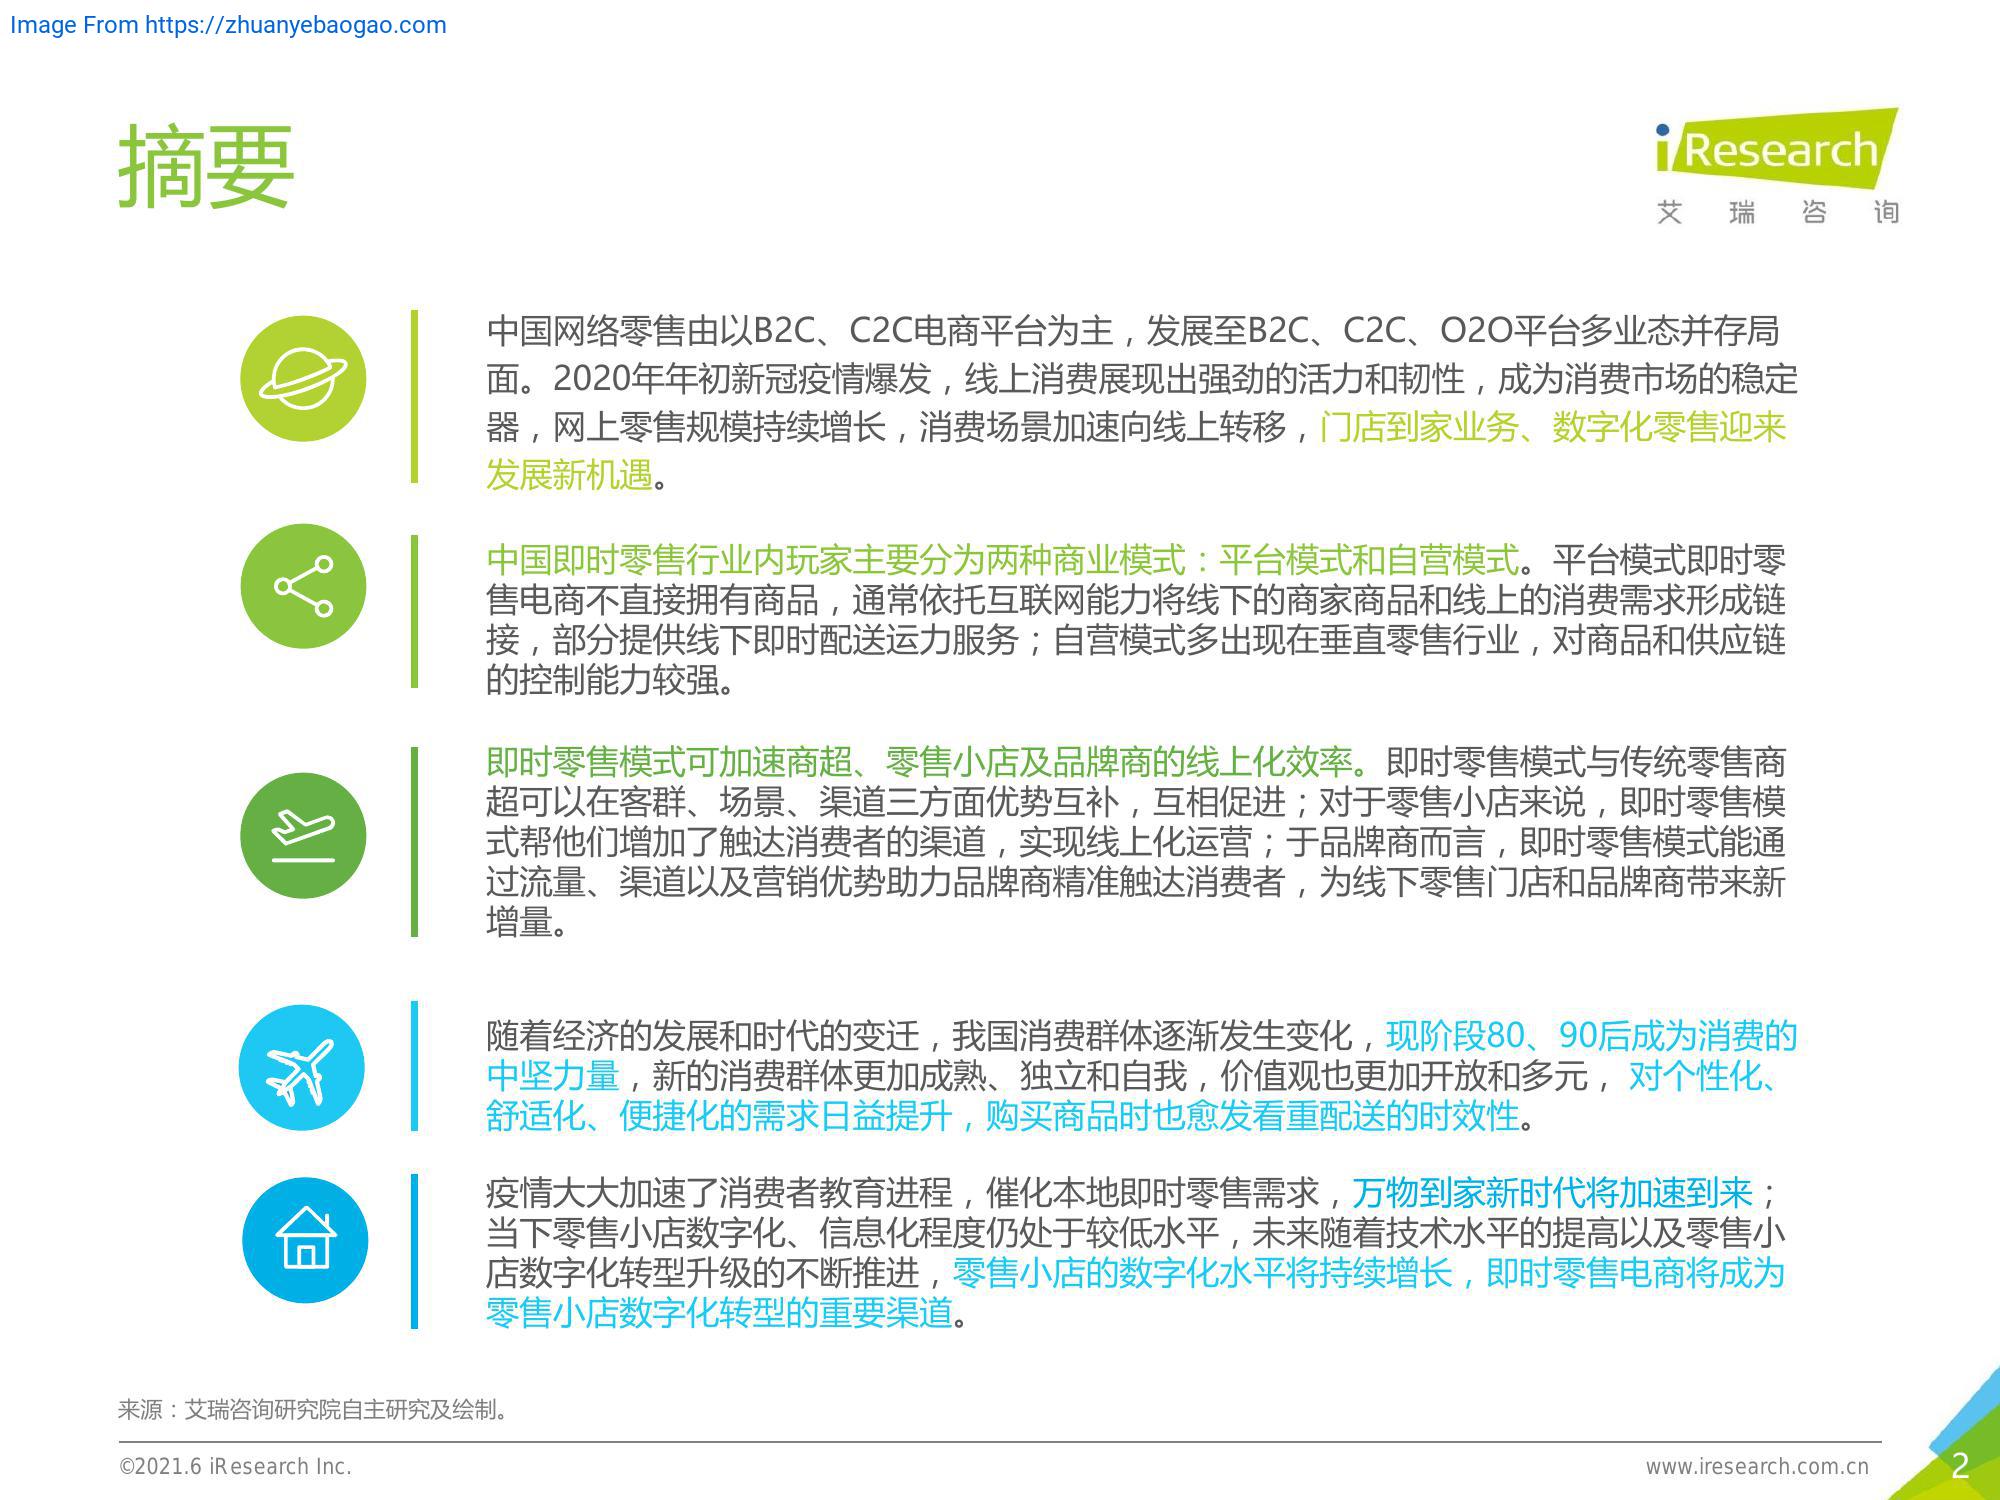 Image From https://zhuanyebaogao.com
摘要
iResearch
艾瑞咨询
中国网络零售由以B2C、C2C电商平台为主，发展至B2C、C2C、O2O平台多业态并存局
面。2020年年初新冠疫情爆发，线上消费展现出强劲的活力和韧性，成为消费市场的稳定
器，网上零售规模持续增长，消费场景加速向线上转移，门店到家业务、数字化零售迎来
发展新机遇。
中国即时零售行业内玩家主要分为两种商业模式：平台模式和自营模式。平台模式即时零
售电商不直接拥有商品，通常依托互联网能力将线下的商家商品和线上的消费需求形成链
接，部分提供线下即时配送运力服务；自营模式多出现在垂直零售行业，对商品和供应链
的控制能力较强。
即时零售模式可加速商超、零售小店及品牌商的线上化效率。即时零售模式与传统零售商
超可以在客群、场景、渠道三方面优势互补，互相促进；对于零售小店来说，即时零售模
式帮他们增加了触达消费者的渠道，实现线上化运营；于品牌商而言，即时零售模式能通
过流量、渠道以及营销优势助力品牌商精准触达消费者，为线下零售门店和品牌商带来新
增量。
随着经济的发展和时代的变迁，我国消费群体逐渐发生变化，现阶段80、90后成为消费的
中坚力量，新的消费群体更加成熟、独立和自我，价值观也更加开放和多元， 对个性化、
舒适化、便捷化的需求日益提升，购买商品时也愈发看重配送的时效性。
疫情大大加速了消费者教育进程，催化本地即时零售需求，万物到家新时代将加速到来；
当下零售小店数字化、信息化程度仍处于较低水平，未来随着技术水平的提高以及零售小
店数字化转型升级的不断推进，零售小店的数字化水平将持续增长，即时零售电商将成为
零售小店数字化转型的重要渠道。
来源：艾瑞咨询研究院自主研究及绘制。
©2021.6 iResearch Inc.
www.iresearch.com.cn
2